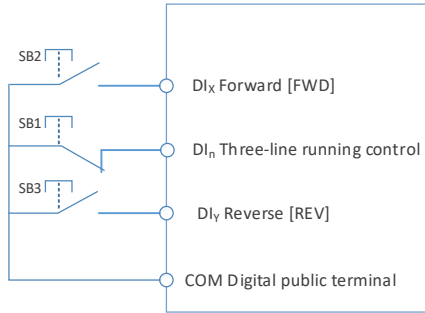 SB2
DIX Forward [FWD]
SB1
DIn Three-line running control
SB3
DIY Reverse [REV]
COM Digital public terminal